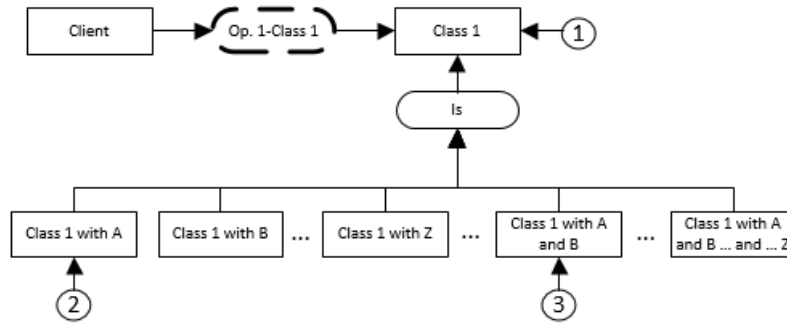 Client
Op. 1-Class 1
Class 1
1
Is
Class 1 with A
Class 1 with B
...
Class 1 with Z
...
Class 1 with A
and B
...
Class 1 with A
and B ... and ... Z
2
3